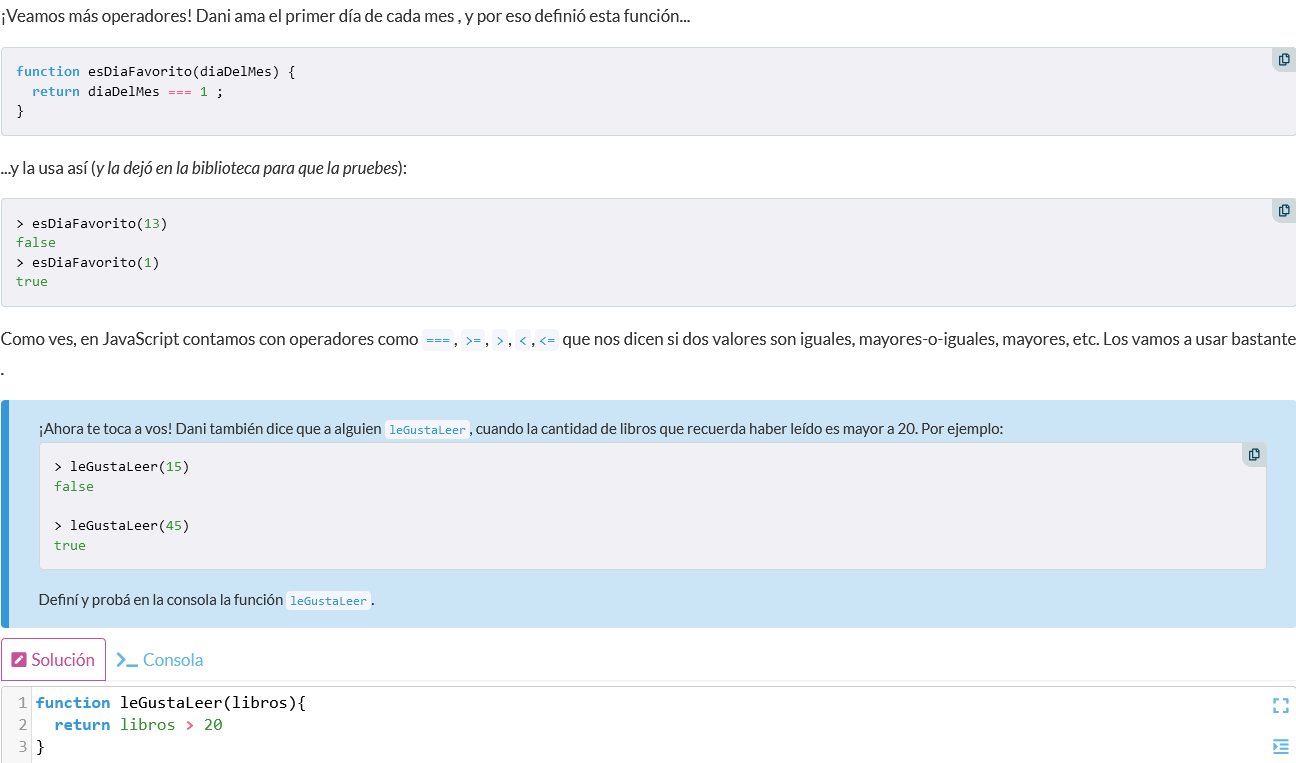 ¡Veamos más operadores! Dani ama el primer día de cada mes , y por eso definió esta función...
function esDiaFavorito(diaDelMes) {
  return diaDelMes === 1 ;
}
...y la usa así (y la dejó en la biblioteca para que la pruebes):
> esDiaFavorito(13)
false
> esDiaFavorito(1)
true
Como ves, en JavaScript contamos con operadores como ===, >=, >, <, <= que nos dicen si dos valores son iguales, mayores-o-iguales, mayores, etc. Los vamos a usar bastante
.
¡Ahora te toca a vos! Dani también dice que a alguien leGustaLeer, cuando la cantidad de libros que recuerda haber leído es mayor a 20. Por ejemplo:
> leGustaLeer(15)
false
> leGustaLeer(45)
true
Definí y probá en la consola la función leGustaLeer.
Solución Consola
1 function leGustaLeer(libros){
2   return libros > 20
3 }